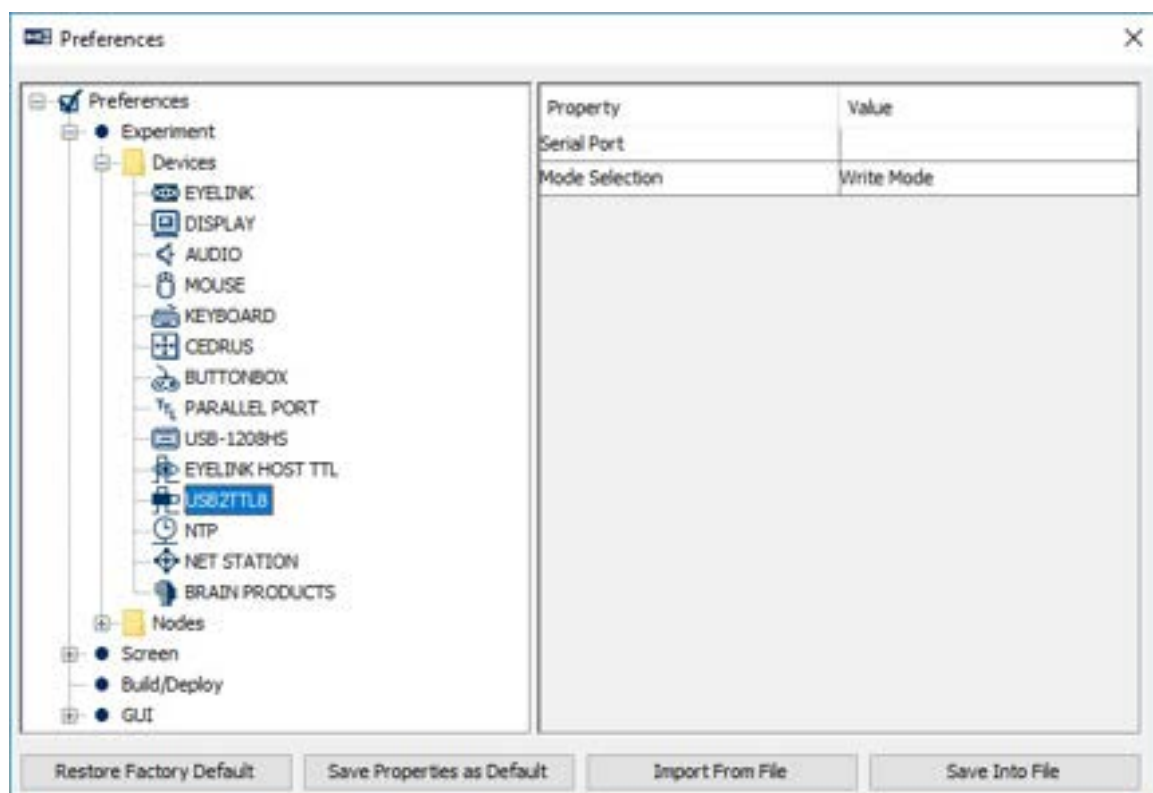 Preferences
Preferences
Experiment
Devices
EYELINK
DISPLAY
AUDIO
MOUSE
KEYBOARD
CEDRUS
BUTTONBOX
PARALLEL PORT
USB-1208HS
EYELINK HOST TTL
USB2TTL8
NTP
NET STATION
BRAIN PRODUCTS
Nodes
Screen
Build/Deploy
GUI
Property Value
Serial Port
Mode Selection Write Mode
Restore Factory Default Save Properties as Default Import From File Save Into File